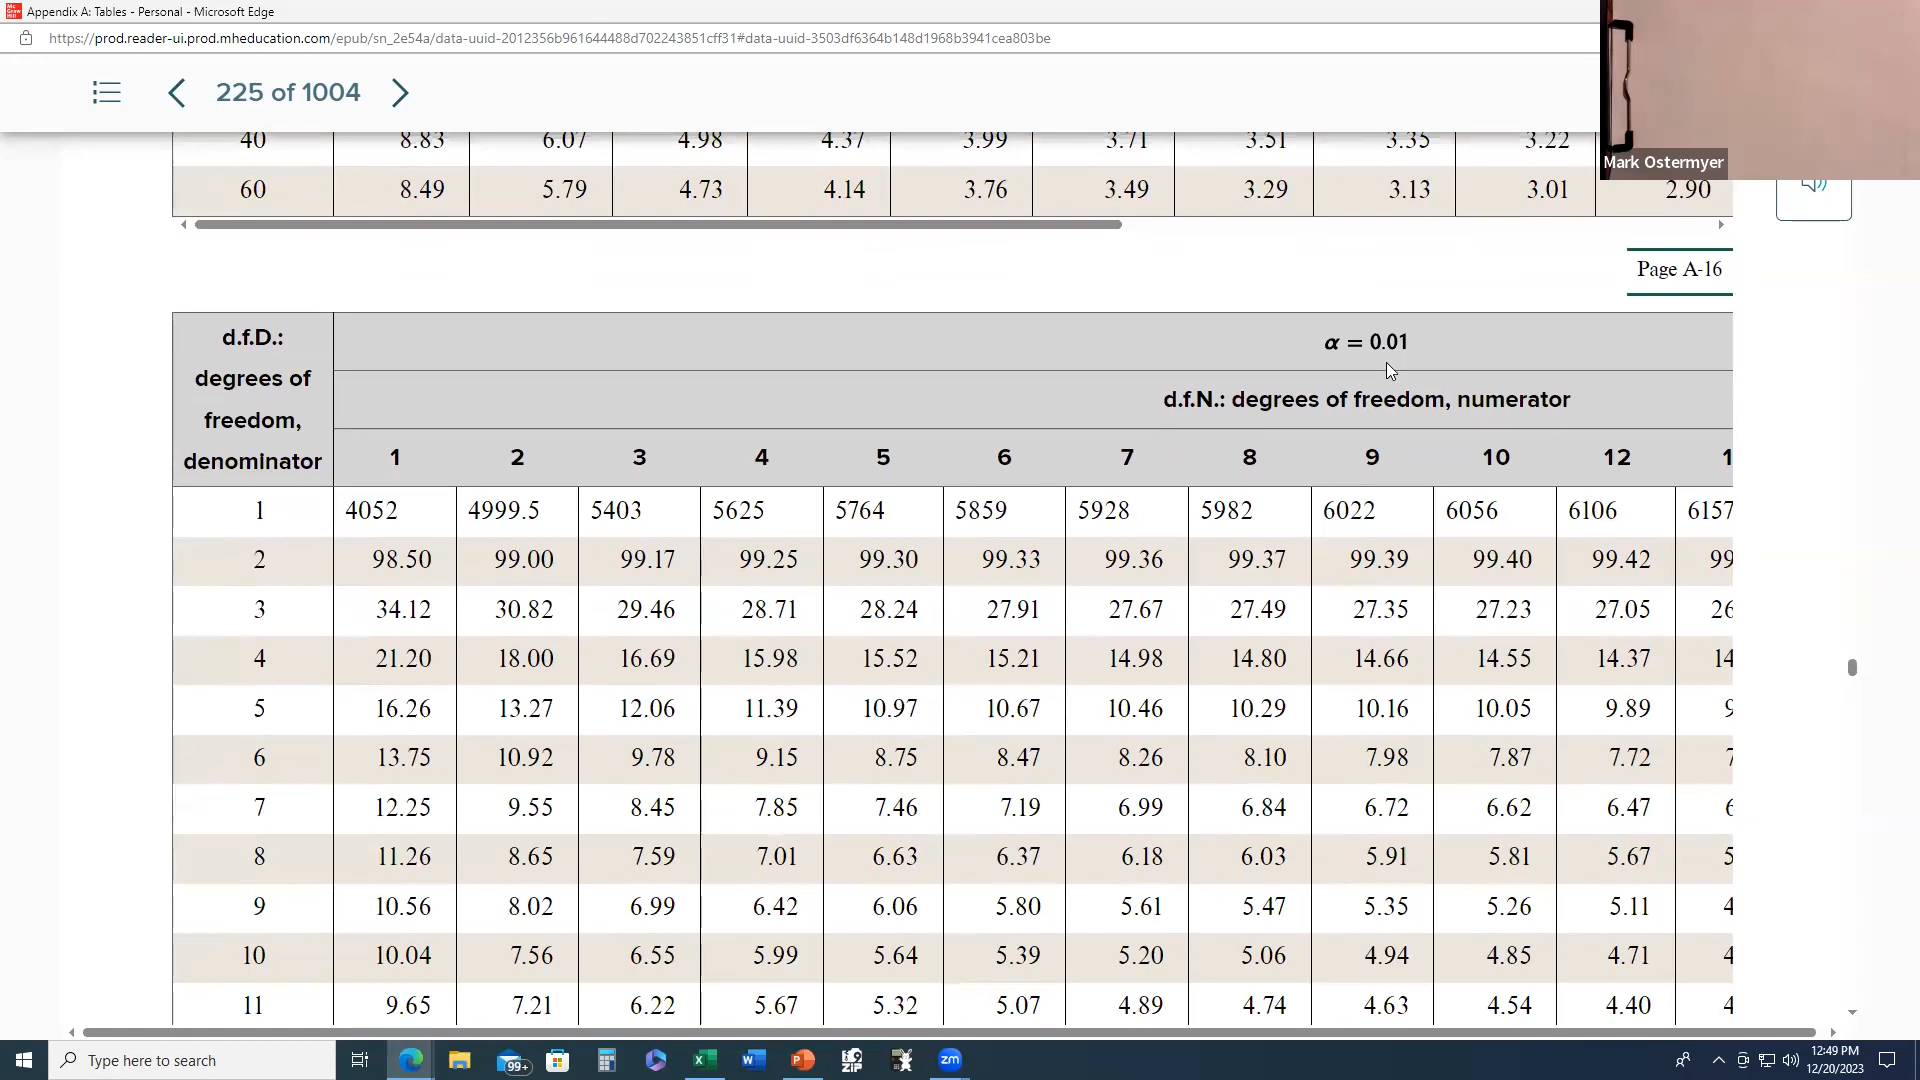 Appendix A: Tables - Personal - Microsoft Edge
https://prod.reader-ui.prod.mheducation.com/epub/sn_2e54a/data-uuid-2012356b961644488d702243851cff31#data-uuid-3503df6364b148d1968b3941cea803be
225 of 1004
Mark Ostermyer
40 8.83 6.07 4.98 4.37 3.99 3.71 3.51 3.35 3.22
60 8.49 5.79 4.73 4.14 3.76 3.49 3.29 3.13 3.01 2.90
Page A-16
d.f.D.: degrees of freedom, denominator
α = 0.01
d.f.N.: degrees of freedom, numerator
1 2 3 4 5 6 7 8 9 10 12 1
1 4052 4999.5 5403 5625 5764 5859 5928 5982 6022 6056 6106 6157
2 98.50 99.00 99.17 99.25 99.30 99.33 99.36 99.37 99.39 99.40 99.42 99
3 34.12 30.82 29.46 28.71 28.24 27.91 27.67 27.49 27.35 27.23 27.05 26
4 21.20 18.00 16.69 15.98 15.52 15.21 14.98 14.80 14.66 14.55 14.37 14
5 16.26 13.27 12.06 11.39 10.97 10.67 10.46 10.29 10.16 10.05 9.89 9
6 13.75 10.92 9.78 9.15 8.75 8.47 8.26 8.10 7.98 7.87 7.72 7
7 12.25 9.55 8.45 7.85 7.46 7.19 6.99 6.84 6.72 6.62 6.47 6
8 11.26 8.65 7.59 7.01 6.63 6.37 6.18 6.03 5.91 5.81 5.67 5
9 10.56 8.02 6.99 6.42 6.06 5.80 5.61 5.47 5.35 5.26 5.11 4
10 10.04 7.56 6.55 5.99 5.64 5.39 5.20 5.06 4.94 4.85 4.71 4
11 9.65 7.21 6.22 5.67 5.32 5.07 4.89 4.74 4.63 4.54 4.40 4
Type here to search
99+
zm
12:49 PM
12/20/2023